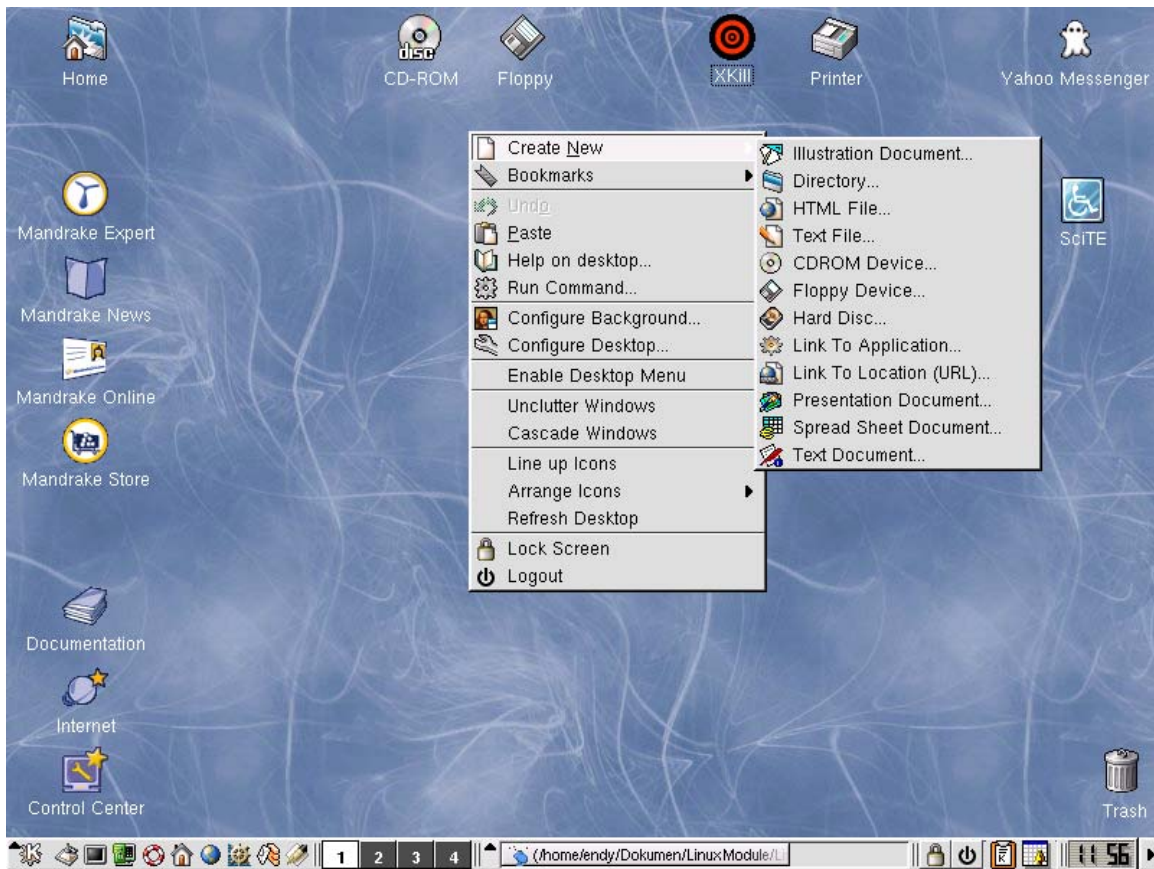 Home
disc
CD-ROM
Floppy
XKill
Printer
Yahoo Messenger
Mandrake Expert
Mandrake News
Mandrake Online
Mandrake Store
Documentation
Internet
Control Center
SciTE
Trash
Create New
Bookmarks
Undo
Paste
Help on desktop...
Run Command...
Configure Background...
Configure Desktop...
Enable Desktop Menu
Unclutter Windows
Cascade Windows
Line up Icons
Arrange Icons
Refresh Desktop
Lock Screen
Logout
Illustration Document...
Directory...
HTML File...
Text File...
CDROM Device...
Floppy Device...
Hard Disc...
Link To Application...
Link To Location (URL)...
Presentation Document...
Spread Sheet Document...
Text Document...
K
1 2 3 4
(/home/endy/Dokumen/LinuxModule/
11 56